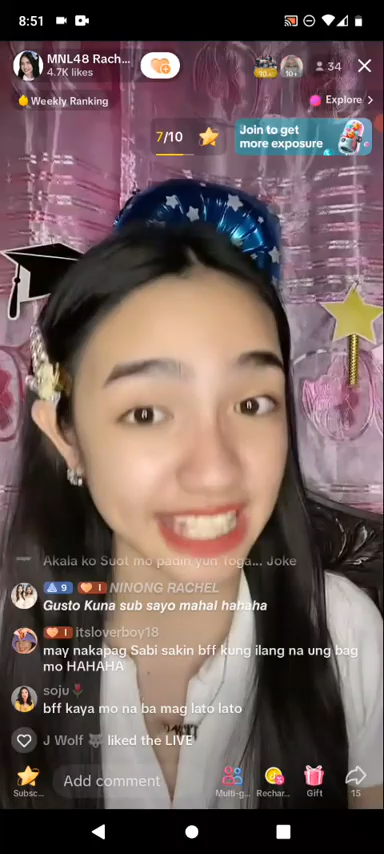 8:51
MNL48 Rach...
4.7K likes
10+
10+
34
Weekly Ranking
Explore
7/10
Join to get
more exposure
Akala ko Suot mo padin yun Toga... Joke
9
1
NINONG RACHEL
Gusto Kuna sub sayo mahal hahaha
1
itsloverboy18
may nakapag Sabi sakin bff kung ilang na ung bag
mo HAHAHA
soju🌷
bff kaya mo na ba mag lato lato
J Wolf 🐺 liked the LIVE
Add comment
Subsc...
Multi-g...
Rechar...
Gift
15